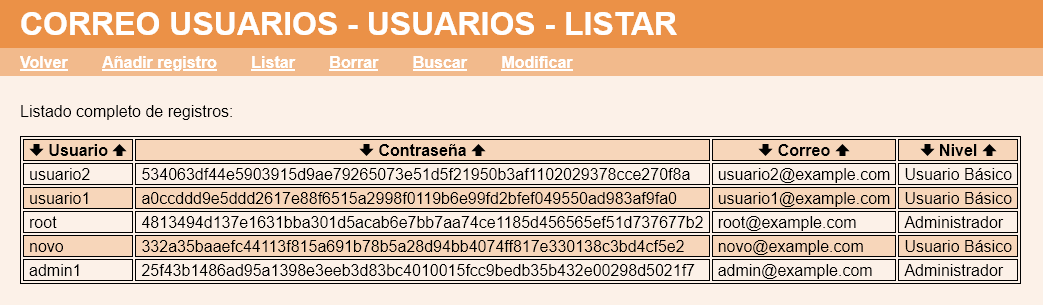 CORREO USUARIOS - USUARIOS - LISTAR
Volver Añadir registro Listar Borrar Buscar Modificar
Listado completo de registros:
🡇 Usuario 🡅 🡇 Contraseña 🡅 🡇 Correo 🡅 🡇 Nivel 🡅
usuario2 534063df44e5903915d9ae79265073e51d5f21950b3af1102029378cce270f8a usuario2@example.com Usuario Básico
usuario1 a0ccddd9e5ddd2617e88f6515a2998f0119b6e99fd2bfef049550ad983af9fa0 usuario1@example.com Usuario Básico
root 4813494d137e1631bba301d5acab6e7bb7aa74ce1185d456565ef51d737677b2 root@example.com Administrador
novo 332a35baaefc44113f815a691b78b5a28d94bb4074ff817e330138c3bd4cf5e2 novo@example.com Usuario Básico
admin1 25f43b1486ad95a1398e3eeb3d83bc4010015fcc9bedb35b432e00298d5021f7 admin@example.com Administrador